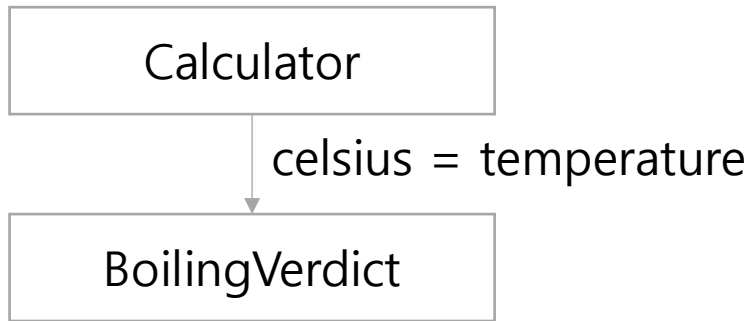 Calculator
celsius = temperature
BoilingVerdict